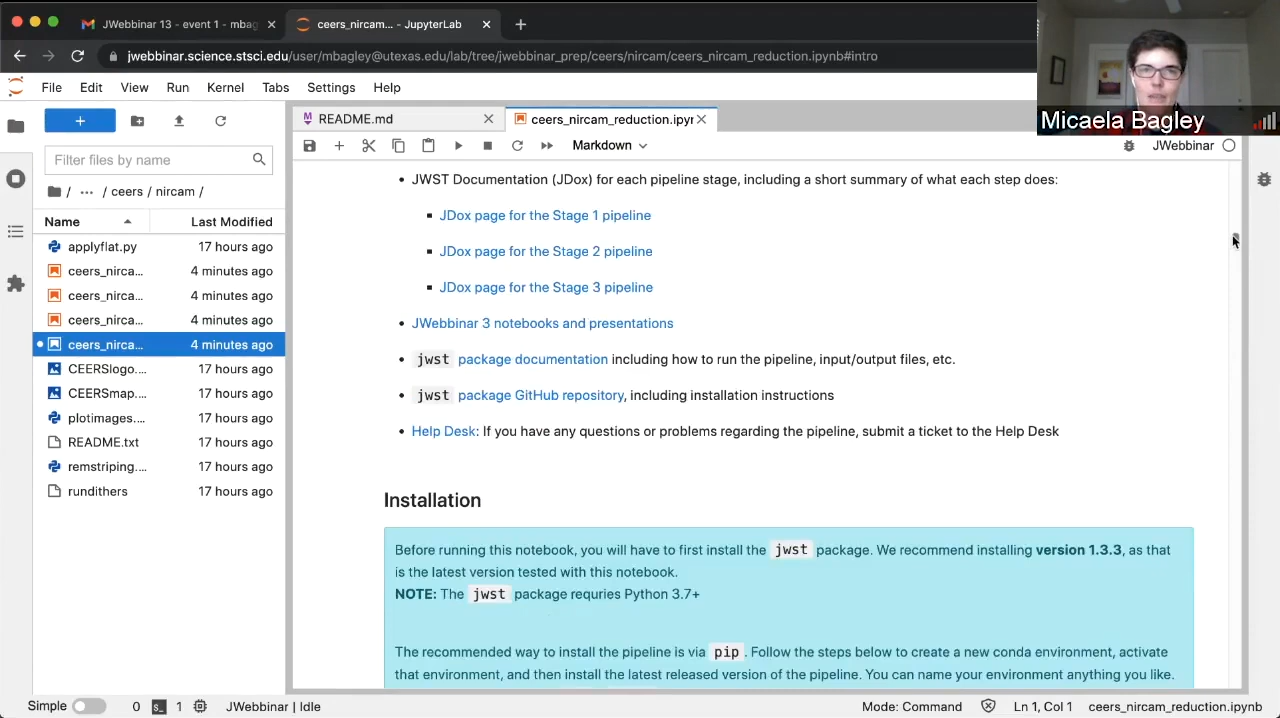 JWebbinar 13 - event 1 - mbag
ceers_nircam... - JupyterLab
jwebbinar.science.stsci.edu/user/mbagley@utexas.edu/lab/tree/jwebbinar_prep/ceers/nircam/ceers_nircam_reduction.ipynb#intro
Micaela Bagley
File Edit View Run Kernel Tabs Settings Help
README.md
ceers_nircam_reduction.ipyn
Markdown
JWebbinar
Filter files by name
/ ... / ceers / nircam /
Name Last Modified
applyflat.py 17 hours ago
ceers_nirca... 4 minutes ago
ceers_nirca... 4 minutes ago
ceers_nirca... 4 minutes ago
ceers_nirca... 4 minutes ago
CEERSlogo.... 17 hours ago
CEERSmap.... 17 hours ago
plotimages.... 17 hours ago
README.txt 17 hours ago
remstriping.... 17 hours ago
rundithers 17 hours ago
• JWST Documentation (JDox) for each pipeline stage, including a short summary of what each step does:
▪ JDox page for the Stage 1 pipeline
▪ JDox page for the Stage 2 pipeline
▪ JDox page for the Stage 3 pipeline
• JWebbinar 3 notebooks and presentations
• jwst package documentation including how to run the pipeline, input/output files, etc.
• jwst package GitHub repository, including installation instructions
• Help Desk: If you have any questions or problems regarding the pipeline, submit a ticket to the Help Desk
Installation
Before running this notebook, you will have to first install the jwst package. We recommend installing version 1.3.3, as that
is the latest version tested with this notebook.
NOTE: The jwst package requries Python 3.7+
The recommended way to install the pipeline is via pip. Follow the steps below to create a new conda environment, activate
that environment, and then install the latest released version of the pipeline. You can name your environment anything you like.
Simple 0 1 JWebbinar | Idle
Mode: Command Ln 1, Col 1 ceers_nircam_reduction.ipynb